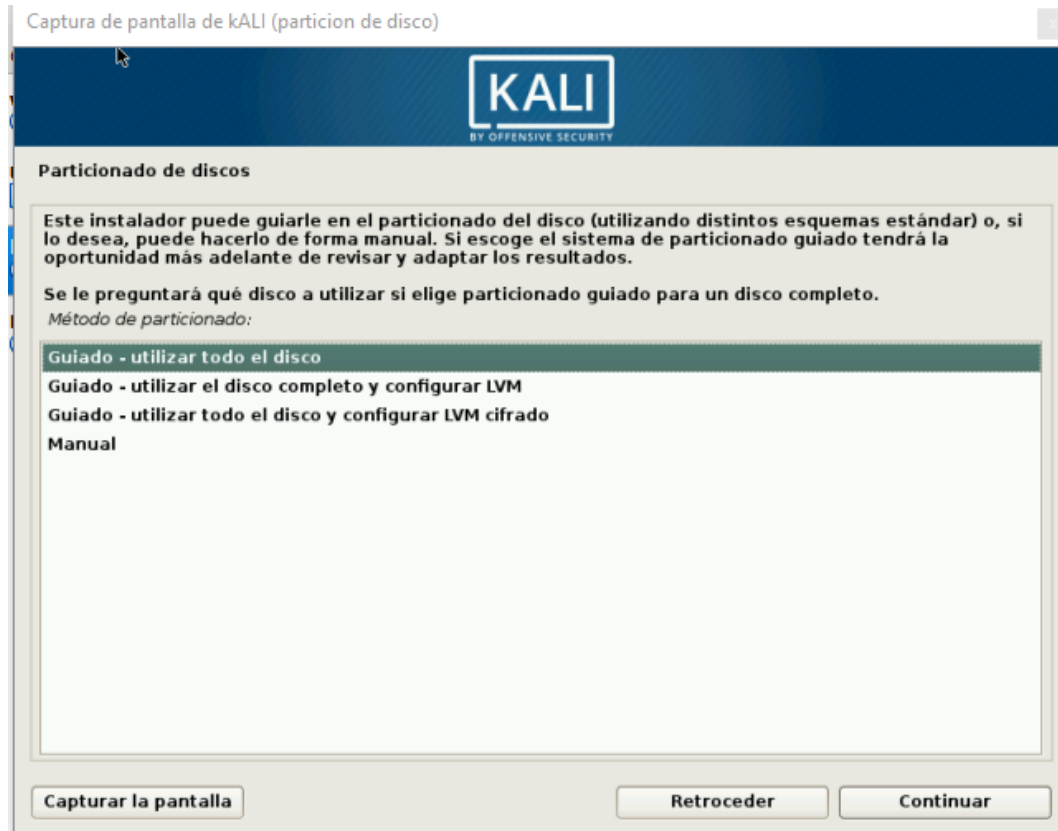 Captura de pantalla de kALI (particion de disco)
KALI
BY OFFENSIVE SECURITY
Particionado de discos
Este instalador puede guiarle en el particionado del disco (utilizando distintos esquemas estándar) o, si
lo desea, puede hacerlo de forma manual. Si escoge el sistema de particionado guiado tendrá la
oportunidad más adelante de revisar y adaptar los resultados.
Se le preguntará qué disco a utilizar si elige particionado guiado para un disco completo.
Método de particionado:
Guiado - utilizar todo el disco
Guiado - utilizar el disco completo y configurar LVM
Guiado - utilizar todo el disco y configurar LVM cifrado
Manual
Capturar la pantalla
Retroceder
Continuar